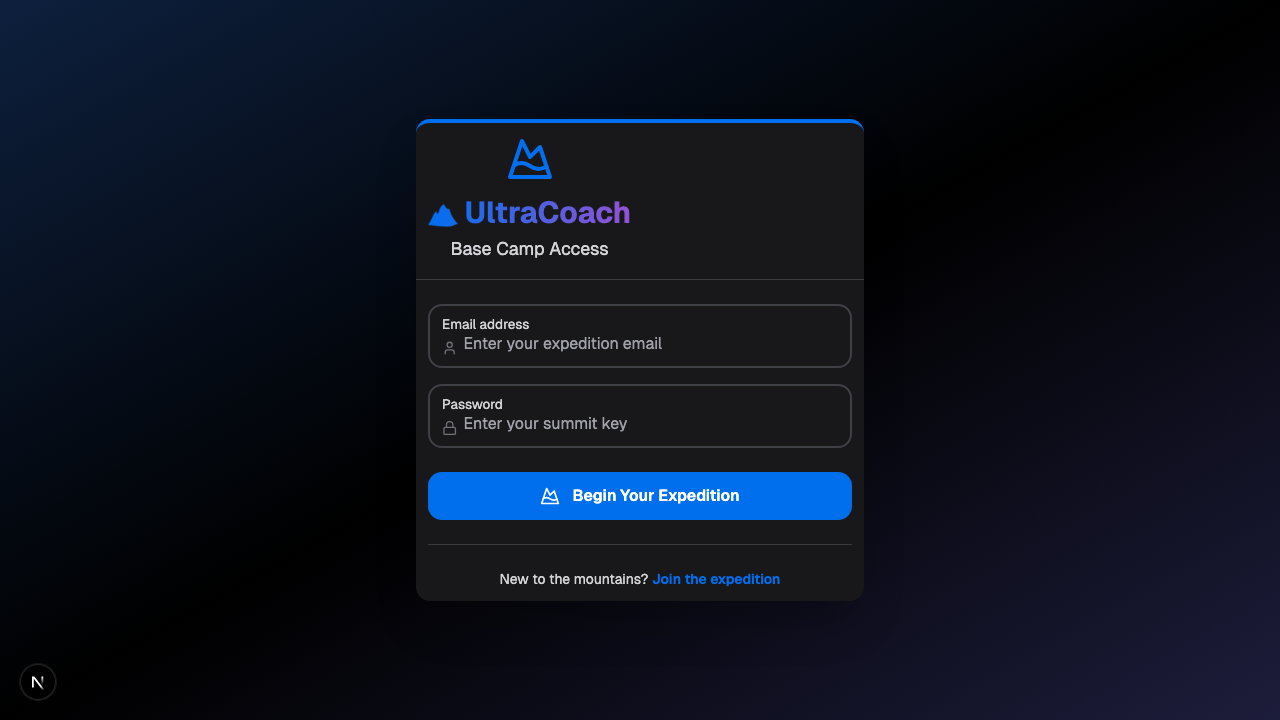 UltraCoach
Base Camp Access
Email address
Enter your expedition email
Password
Enter your summit key
Begin Your Expedition
New to the mountains? Join the expedition
N